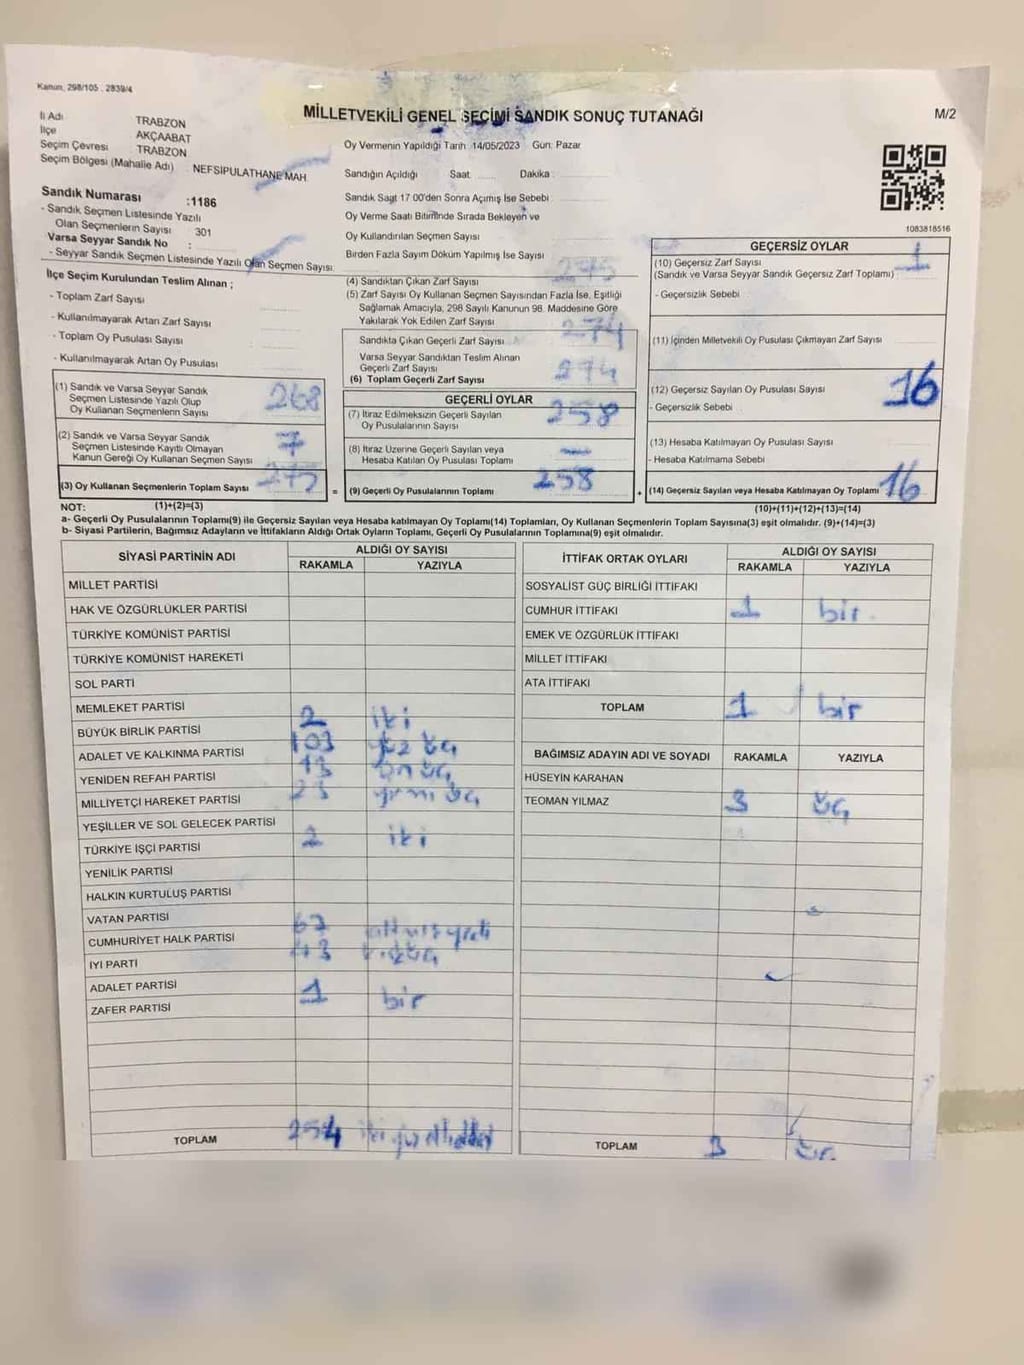 Kanun, 298/105 , 2839/4
MİLLETVEKİLİ GENEL SEÇİMİ SANDIK SONUÇ TUTANAĞI
M/2
İl Adı TRABZON
İlçe AKÇAABAT
Seçim Çevresi TRABZON
Seçim Bölgesi (Mahalle Adı) NEFSİPULATHANE MAH.
Oy Vermenin Yapıldığı Tarih 14/05/2023 Gün: Pazar
Sandığın Açıldığı Saat Dakika
Sandık Numarası :1186
- Sandık Seçmen Listesinde Yazılı
Olan Seçmenlerin Sayısı 301
Varsa Seyyar Sandık No :
- Seyyar Sandık Seçmen Listesinde Yazılı Olan Seçmen Sayısı
Sandık Saat 17 00'den Sonra Açımış İse Sebebi
Oy Verme Saati Bitiminde Sırada Bekleyen ve
Oy Kullandırılan Seçmen Sayısı
Birden Fazla Sayım Döküm Yapılmış İse Sayısı
1083818516
İlçe Seçim Kurulundan Teslim Alınan ;
- Toplam Zarf Sayısı
- Kullanılmayarak Artan Zarf Sayısı
- Toplam Oy Pusulası Sayısı
- Kullanılmayarak Artan Oy Pusulası
(1) Sandık ve Varsa Seyyar Sandık
Seçmen Listesinde Yazılı Olup
Oy Kullanan Seçmenlerin Sayısı 268
(2) Sandık ve Varsa Seyyar Sandık
Seçmen Listesinde Kayıtlı Olmayan
Kanun Gereği Oy Kullanan Seçmen Sayısı 7
(3) Oy Kullanan Seçmenlerin Toplam Sayısı 275
(4) Sandıktan Çıkan Zarf Sayısı 275
(5) Zarf Sayısı Oy Kullanan Seçmen Sayısından Fazla İse, Eşitliği
Sağlamak Amacıyla, 298 Sayılı Kanunun 98. Maddesine Göre
Yakılarak Yok Edilen Zarf Sayısı
Sandıkta Çıkan Geçerli Zarf Sayısı 274
Varsa Seyyar Sandıktan Teslim Alınan
Geçerli Zarf Sayısı
(6) Toplam Geçerli Zarf Sayısı 274
GEÇERLİ OYLAR
(7) İtiraz Edilmeksizin Geçerli Sayılan
Oy Pusulalarının Sayısı 258
(8) İtiraz Üzerine Geçerli Sayılan veya
Hesaba Katılan Oy Pusulası Toplamı —
= (9) Geçerli Oy Pusulalarının Toplamı 258
GEÇERSİZ OYLAR
(10) Geçersiz Zarf Sayısı 1
(Sandık ve Varsa Seyyar Sandık Geçersiz Zarf Toplamı)
- Geçersizlik Sebebi
(11) İçinden Milletvekili Oy Pusulası Çıkmayan Zarf Sayısı
(12) Geçersiz Sayılan Oy Pusulası Sayısı 16
- Geçersizlik Sebebi
(13) Hesaba Katılmayan Oy Pusulası Sayısı
- Hesaba Katılmama Sebebi
+ (14) Geçersiz Sayılan veya Hesaba Katılmayan Oy Toplamı 16
NOT: (1)+(2)=(3) (10)+(11)+(12)+(13)=(14)
a- Geçerli Oy Pusulalarının Toplamı(9) ile Geçersiz Sayılan veya Hesaba katılmayan Oy Toplamı(14) Toplamları, Oy Kullanan Seçmenlerin Toplam Sayısına(3) eşit olmalıdır. (9)+(14)=(3)
b- Siyasi Partilerin, Bağımsız Adayların ve İttifakların Aldığı Ortak Oyların Toplamı, Geçerli Oy Pusulalarının Toplamına(9) eşit olmalıdır.
SİYASİ PARTİNİN ADI ALDIĞI OY SAYISI
RAKAMLA YAZIYLA
MİLLET PARTİSİ
HAK VE ÖZGÜRLÜKLER PARTİSİ
TÜRKİYE KOMÜNİST PARTİSİ
TÜRKİYE KOMÜNİST HAREKETİ
SOL PARTİ
MEMLEKET PARTİSİ
BÜYÜK BİRLİK PARTİSİ 2 iki
ADALET VE KALKINMA PARTİSİ 103 yüz üç
YENİDEN REFAH PARTİSİ 13 on üç
MİLLİYETÇİ HAREKET PARTİSİ 23 yirmi üç
YEŞİLLER VE SOL GELECEK PARTİSİ
TÜRKİYE İŞÇİ PARTİSİ 2 iki
YENİLİK PARTİSİ
HALKIN KURTULUŞ PARTİSİ
VATAN PARTİSİ
CUMHURİYET HALK PARTİSİ 67 altmış yedi
İYİ PARTİ 43 kırk üç
ADALET PARTİSİ
ZAFER PARTİSİ 1 bir
TOPLAM 254 iki yüz
İTTİFAK ORTAK OYLARI ALDIĞI OY SAYISI
RAKAMLA YAZIYLA
SOSYALİST GÜÇ BİRLİĞİ İTTİFAKI
CUMHUR İTTİFAKI 1 bir
EMEK VE ÖZGÜRLÜK İTTİFAKI
MİLLET İTTİFAKI
ATA İTTİFAKI
TOPLAM 1 bir
BAĞIMSIZ ADAYIN ADI VE SOYADI RAKAMLA YAZIYLA
HÜSEYİN KARAHAN
TEOMAN YILMAZ 3 üç
TOPLAM 3 üç